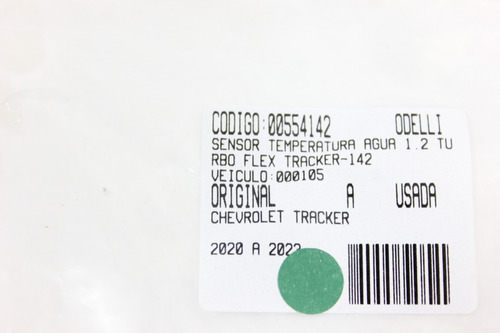 CODIGO:00554142 ODELLI
SENSOR TEMPERATURA AGUA 1.2 TU
RBO FLEX TRACKER-142
VEICULO:000105
ORIGINAL A USADA
CHEVROLET TRACKER
2020 A 2022